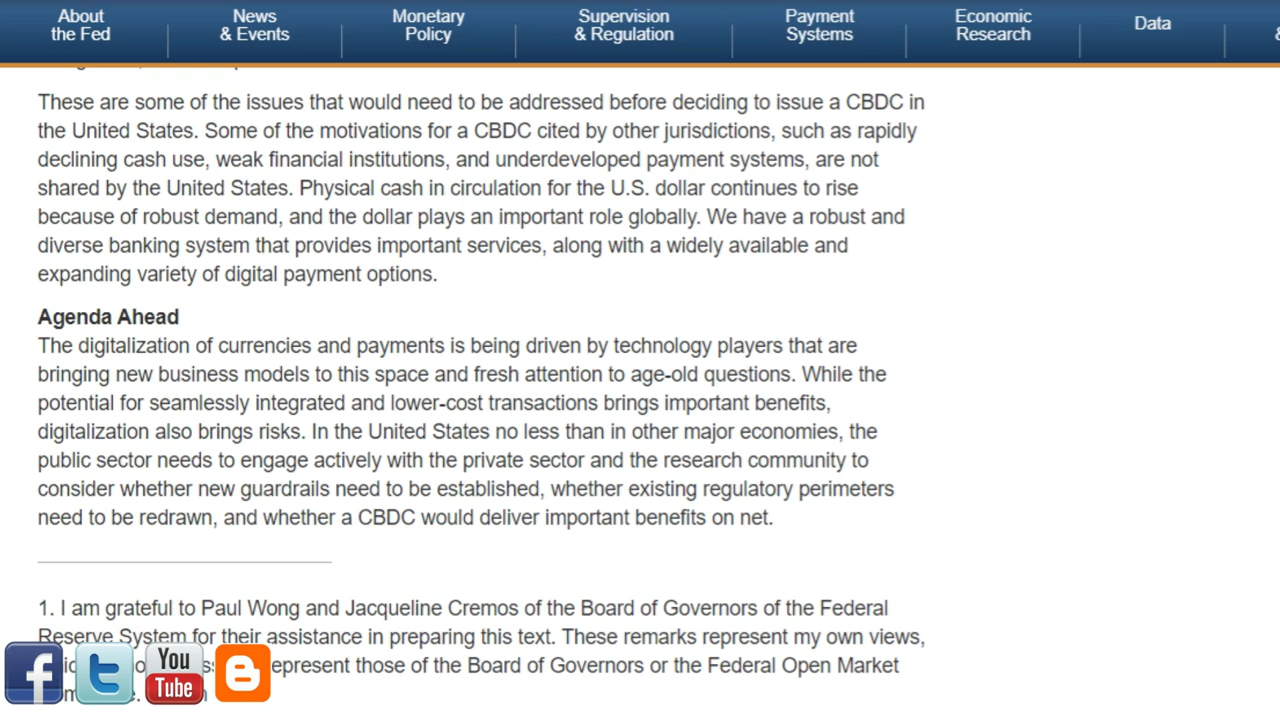 About the Fed
News & Events
Monetary Policy
Supervision & Regulation
Payment Systems
Economic Research
Data
These are some of the issues that would need to be addressed before deciding to issue a CBDC in
the United States. Some of the motivations for a CBDC cited by other jurisdictions, such as rapidly
declining cash use, weak financial institutions, and underdeveloped payment systems, are not
shared by the United States. Physical cash in circulation for the U.S. dollar continues to rise
because of robust demand, and the dollar plays an important role globally. We have a robust and
diverse banking system that provides important services, along with a widely available and
expanding variety of digital payment options.
Agenda Ahead
The digitalization of currencies and payments is being driven by technology players that are
bringing new business models to this space and fresh attention to age-old questions. While the
potential for seamlessly integrated and lower-cost transactions brings important benefits,
digitalization also brings risks. In the United States no less than in other major economies, the
public sector needs to engage actively with the private sector and the research community to
consider whether new guardrails need to be established, whether existing regulatory perimeters
need to be redrawn, and whether a CBDC would deliver important benefits on net.
1. I am grateful to Paul Wong and Jacqueline Cremos of the Board of Governors of the Federal
Reserve System for their assistance in preparing this text. These remarks represent my own views,
represent those of the Board of Governors or the Federal Open Market
You Tube